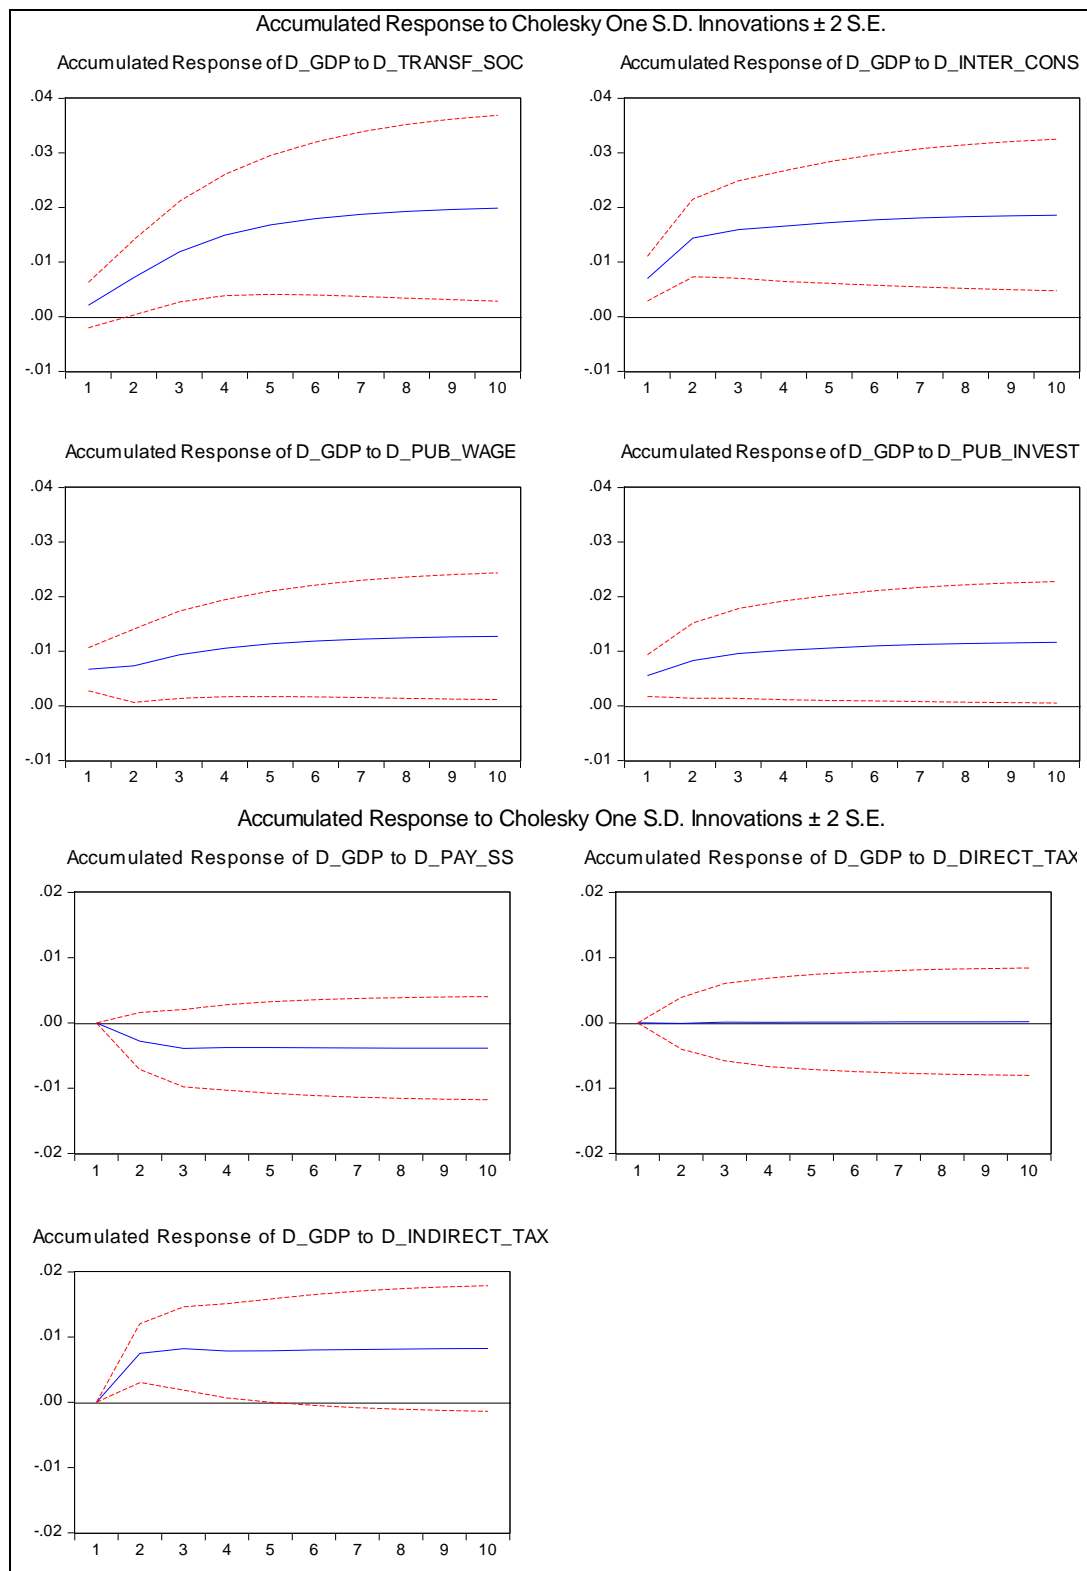 Accumulated Response to Cholesky One S.D. Innovations ± 2 S.E.
Accumulated Response of D_GDP to D_TRANSF_SOC
.04
.03
.02
.01
.00
-.01
1 2 3 4 5 6 7 8 9 10
Accumulated Response of D_GDP to D_INTER_CONS
.04
.03
.02
.01
.00
-.01
1 2 3 4 5 6 7 8 9 10
Accumulated Response of D_GDP to D_PUB_WAGE
.04
.03
.02
.01
.00
-.01
1 2 3 4 5 6 7 8 9 10
Accumulated Response of D_GDP to D_PUB_INVEST
.04
.03
.02
.01
.00
-.01
1 2 3 4 5 6 7 8 9 10
Accumulated Response to Cholesky One S.D. Innovations ± 2 S.E.
Accumulated Response of D_GDP to D_PAY_SS
.02
.01
.00
-.01
-.02
1 2 3 4 5 6 7 8 9 10
Accumulated Response of D_GDP to D_DIRECT_TAX
.02
.01
.00
-.01
-.02
1 2 3 4 5 6 7 8 9 10
Accumulated Response of D_GDP to D_INDIRECT_TAX
.02
.01
.00
-.01
-.02
1 2 3 4 5 6 7 8 9 10